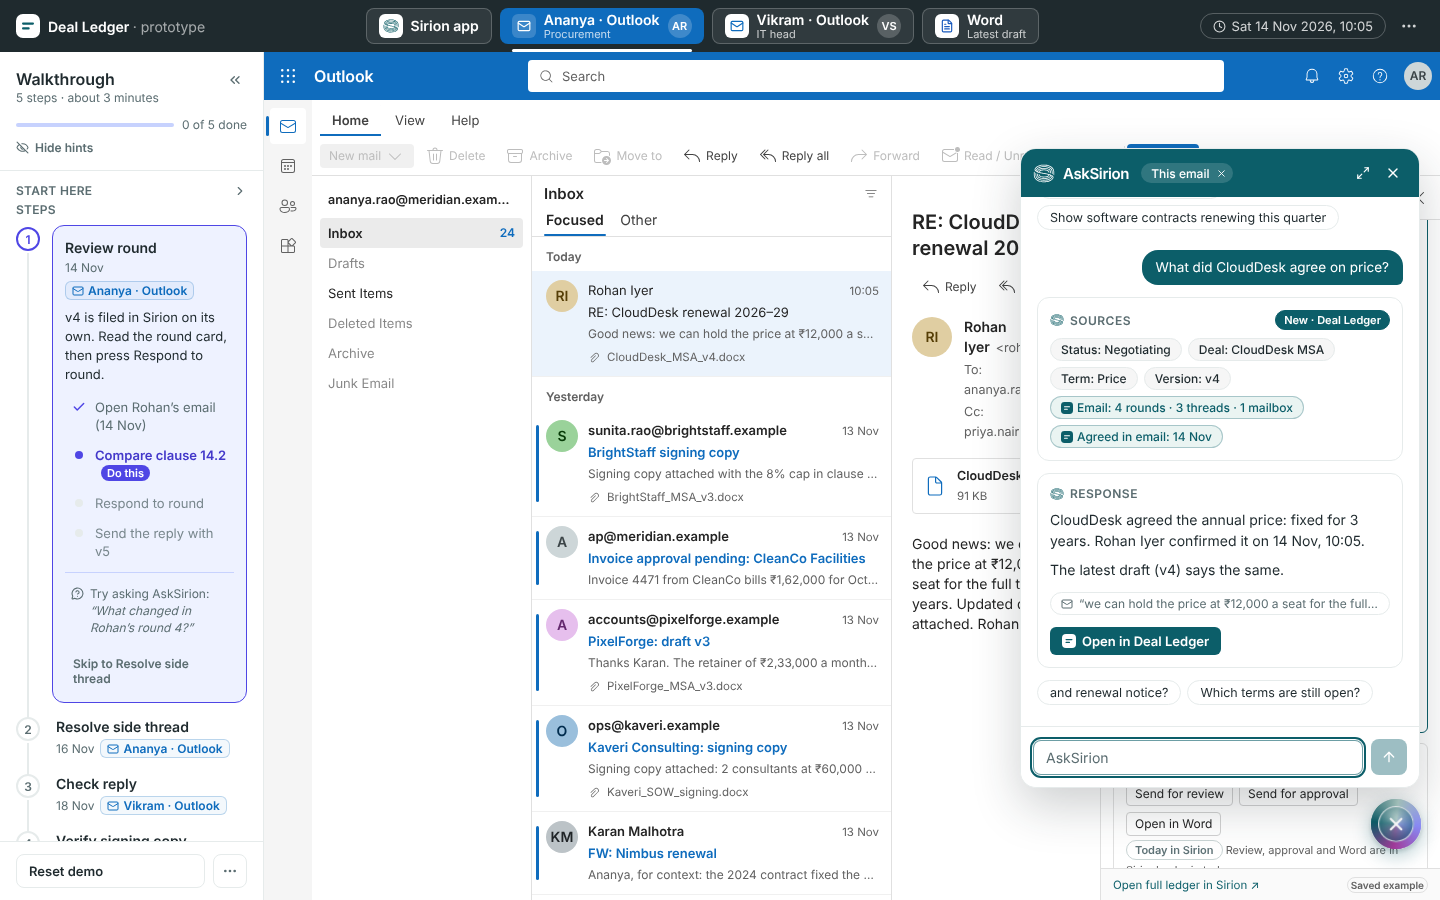 Deal Ledger · prototype
Sirion app
Ananya · Outlook
Procurement
AR
Vikram · Outlook
IT head
VS
Word
Latest draft
Sat 14 Nov 2026, 10:05
Walkthrough
5 steps · about 3 minutes
0 of 5 done
Hide hints
START HERE
STEPS
1
Review round
14 Nov
Ananya · Outlook
v4 is filed in Sirion on its
own. Read the round card,
then press Respond to
round.
Open Rohan's email
(14 Nov)
Compare clause 14.2
Do this
Respond to round
Send the reply with
v5
Try asking AskSirion:
“What changed in
Rohan's round 4?”
Skip to Resolve side
thread
2
Resolve side thread
16 Nov
Ananya · Outlook
3
Check reply
18 Nov
Vikram · Outlook
Verify signing copy
Reset demo
Outlook
Search
AR
Home
View
Help
New mail
Delete
Archive
Move to
Reply
Reply all
Forward
Read /
ananya.rao@meridian.exam...
Inbox
24
Drafts
Sent Items
Deleted Items
Archive
Junk Email
Inbox
Focused
Other
Today
RI
Rohan Iyer
10:05
RE: CloudDesk renewal 2026–29
Good news: we can hold the price at ₹12,000 a s...
CloudDesk_MSA_v4.docx
Yesterday
S
sunita.rao@brightstaff.example
13 Nov
BrightStaff signing copy
Signing copy attached with the 8% cap in clause ...
BrightStaff_MSA_v3.docx
A
ap@meridian.example
13 Nov
Invoice approval pending: CleanCo Facilities
Invoice 4471 from CleanCo bills ₹1,62,000 for Oct...
A
accounts@pixelforge.example
13 Nov
PixelForge: draft v3
Thanks Karan. The retainer of ₹2,33,000 a month...
PixelForge_MSA_v3.docx
O
ops@kaveri.example
13 Nov
Kaveri Consulting: signing copy
Signing copy attached: 2 consultants at ₹60,000 ...
Kaveri_SOW_signing.docx
KM
Karan Malhotra
13 Nov
FW: Nimbus renewal
Ananya, for context: the 2024 contract fixed the ...
RE: CloudD
renewal 20
Reply
RI
Rohan
Iyer
To:
ananya.ra
Cc:
priya.nair
CloudDesk
91 KB
Good news: we
the price at ₹12,0
seat for the full t
years. Updated
attached. Rohan
AskSirion
This email
Show software contracts renewing this quarter
What did CloudDesk agree on price?
SOURCES
New · Deal Ledger
Status: Negotiating
Deal: CloudDesk MSA
Term: Price
Version: v4
Email: 4 rounds · 3 threads · 1 mailbox
Agreed in email: 14 Nov
RESPONSE
CloudDesk agreed the annual price: fixed for 3
years. Rohan Iyer confirmed it on 14 Nov, 10:05.
The latest draft (v4) says the same.
“we can hold the price at ₹12,000 a seat for the full...
Open in Deal Ledger
and renewal notice?
Which terms are still open?
AskSirion
Send for review
Send for approval
Open in Word
Today in Sirion
Review, approval and Word are in
Open full ledger in Sirion ↗
Saved example